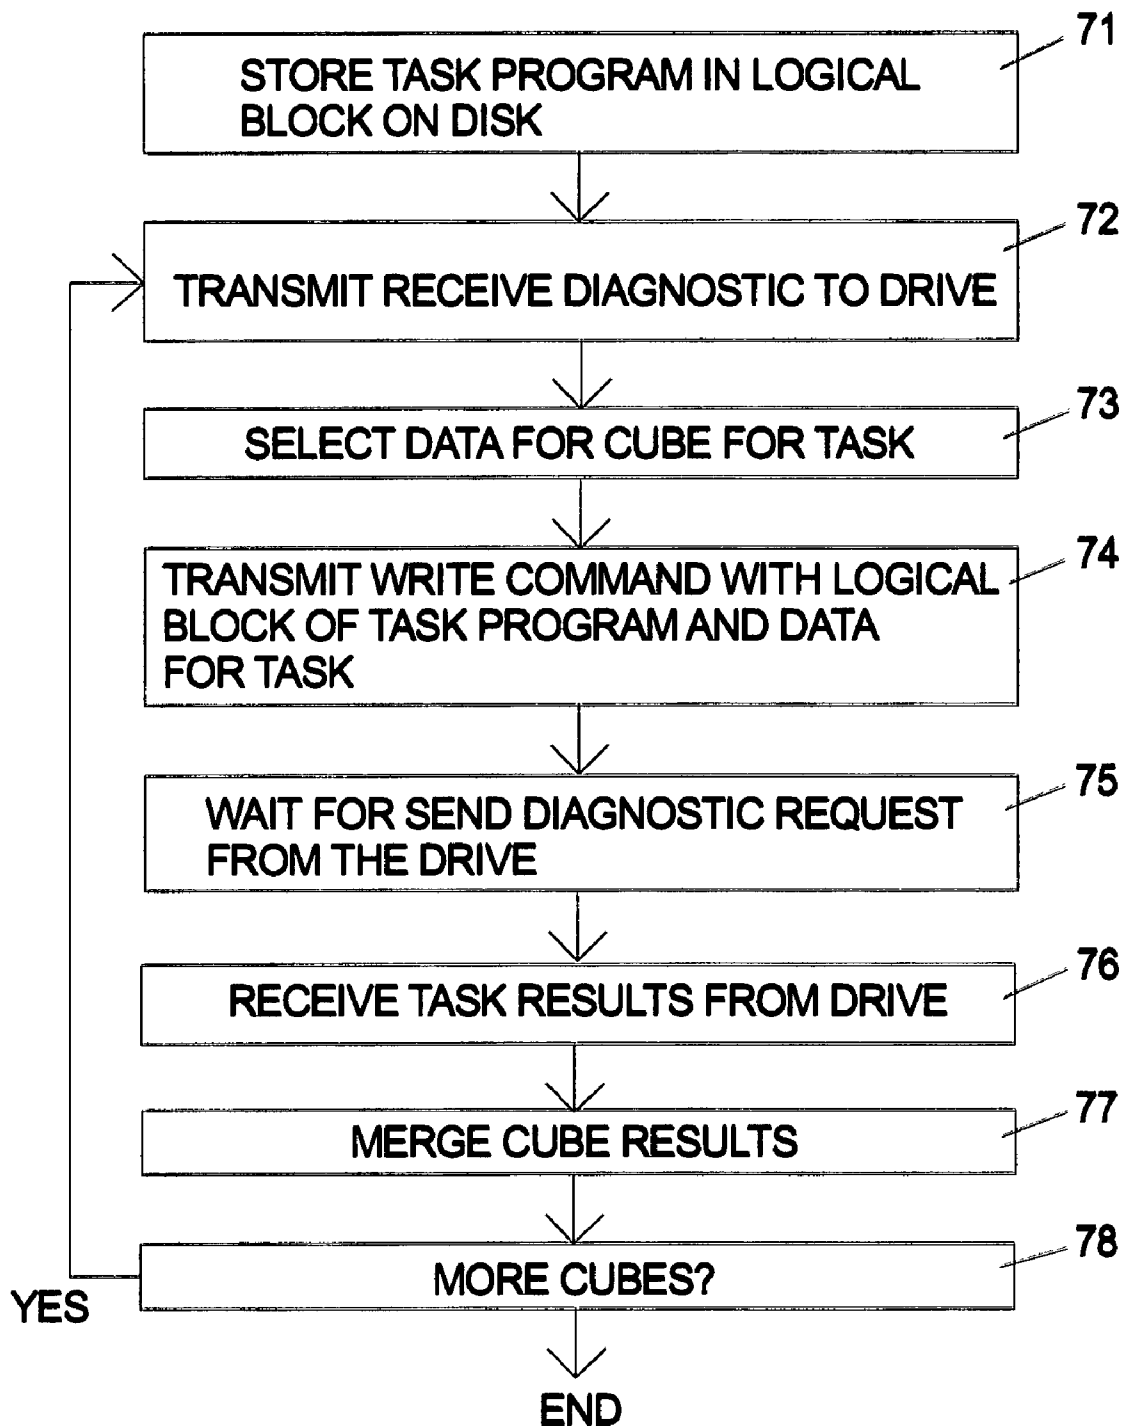 71
STORE TASK PROGRAM IN LOGICAL
BLOCK ON DISK
72
TRANSMIT RECEIVE DIAGNOSTIC TO DRIVE
73
SELECT DATA FOR CUBE FOR TASK
74
TRANSMIT WRITE COMMAND WITH LOGICAL
BLOCK OF TASK PROGRAM AND DATA
FOR TASK
75
WAIT FOR SEND DIAGNOSTIC REQUEST
FROM THE DRIVE
76
RECEIVE TASK RESULTS FROM DRIVE
77
MERGE CUBE RESULTS
78
MORE CUBES?
YES
END